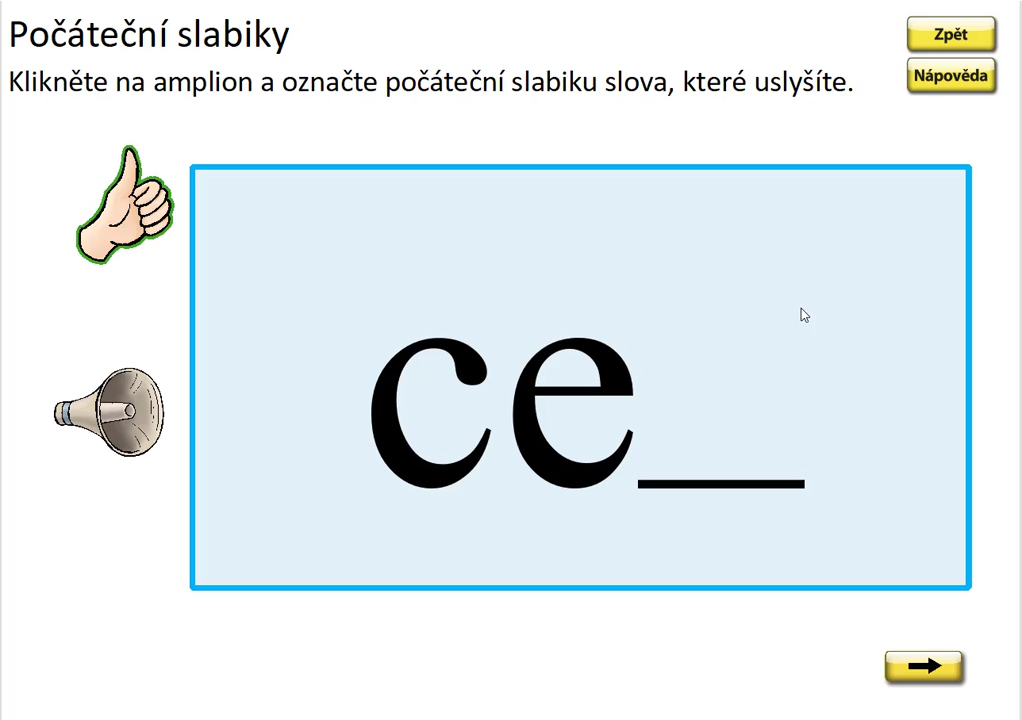 Počáteční slabiky
Zpět
Klikněte na amplion a označte počáteční slabiku slova, které uslyšíte.
Nápověda
ce__